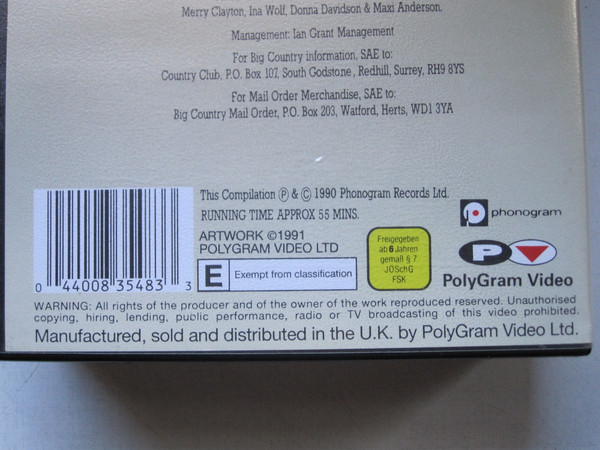 Merry Clayton, Ina Wolf, Donna Davidson & Maxi Anderson.
Management: Ian Grant Management
For Big Country information, SAE to:
Country Club, P.O. Box 107, South Godstone, Redhill, Surrey, RH9 8YS
For Mail Order Merchandise, SAE to:
Big Country Mail Order, P.O. Box 203, Watford, Herts, WD1 3YA
This Compilation Ⓟ & © 1990 Phonogram Records Ltd.
RUNNING TIME APPROX 55 MINS.
ARTWORK ©1991
POLYGRAM VIDEO LTD
E Exempt from classification
0 44008 35483 3
Freigegeben
ab 6 Jahren
gemäß § 7
JÖSchG
FSK
phonogram
P
PolyGram Video
WARNING: All rights of the producer and of the owner of the work reproduced reserved. Unauthorised
copying, hiring, lending, public performance, radio or TV broadcasting of this video prohibited.
Manufactured, sold and distributed in the U.K. by PolyGram Video Ltd.